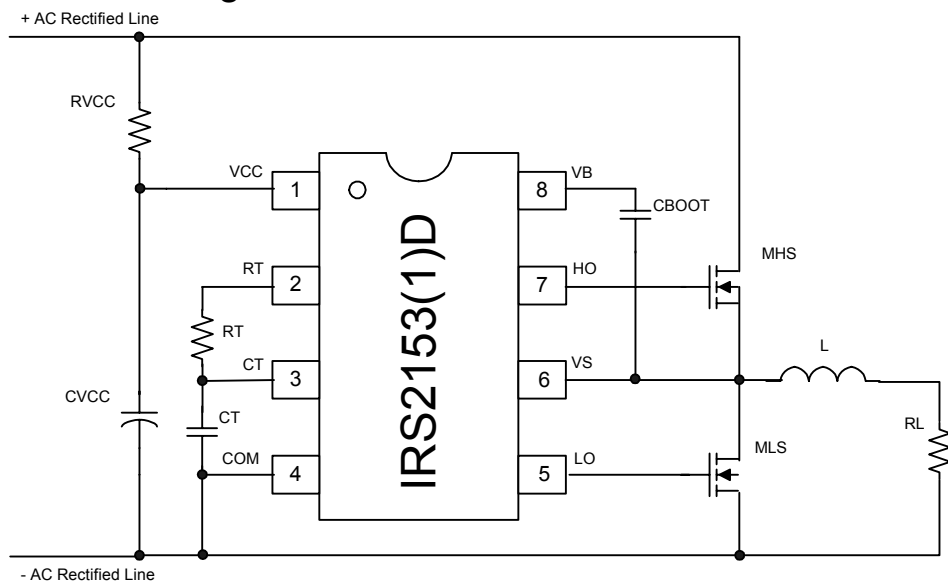 + AC Rectified Line
RVCC
VCC
1
8
VB
CBOOT
RT
2
7
HO
MHS
RT
IRS2153(1)D
L
CT
3
6
VS
CVCC
CT
RL
COM
4
5
LO
MLS
- AC Rectified Line